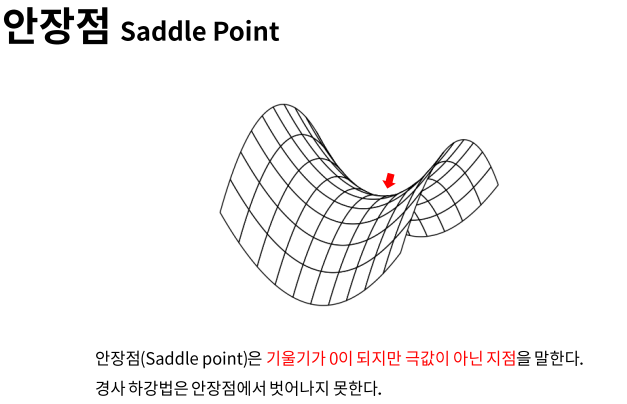 안장점 Saddle Point
안장점(Saddle point)은 기울기가 0이 되지만 극값이 아닌 지점을 말한다.
경사 하강법은 안장점에서 벗어나지 못한다.